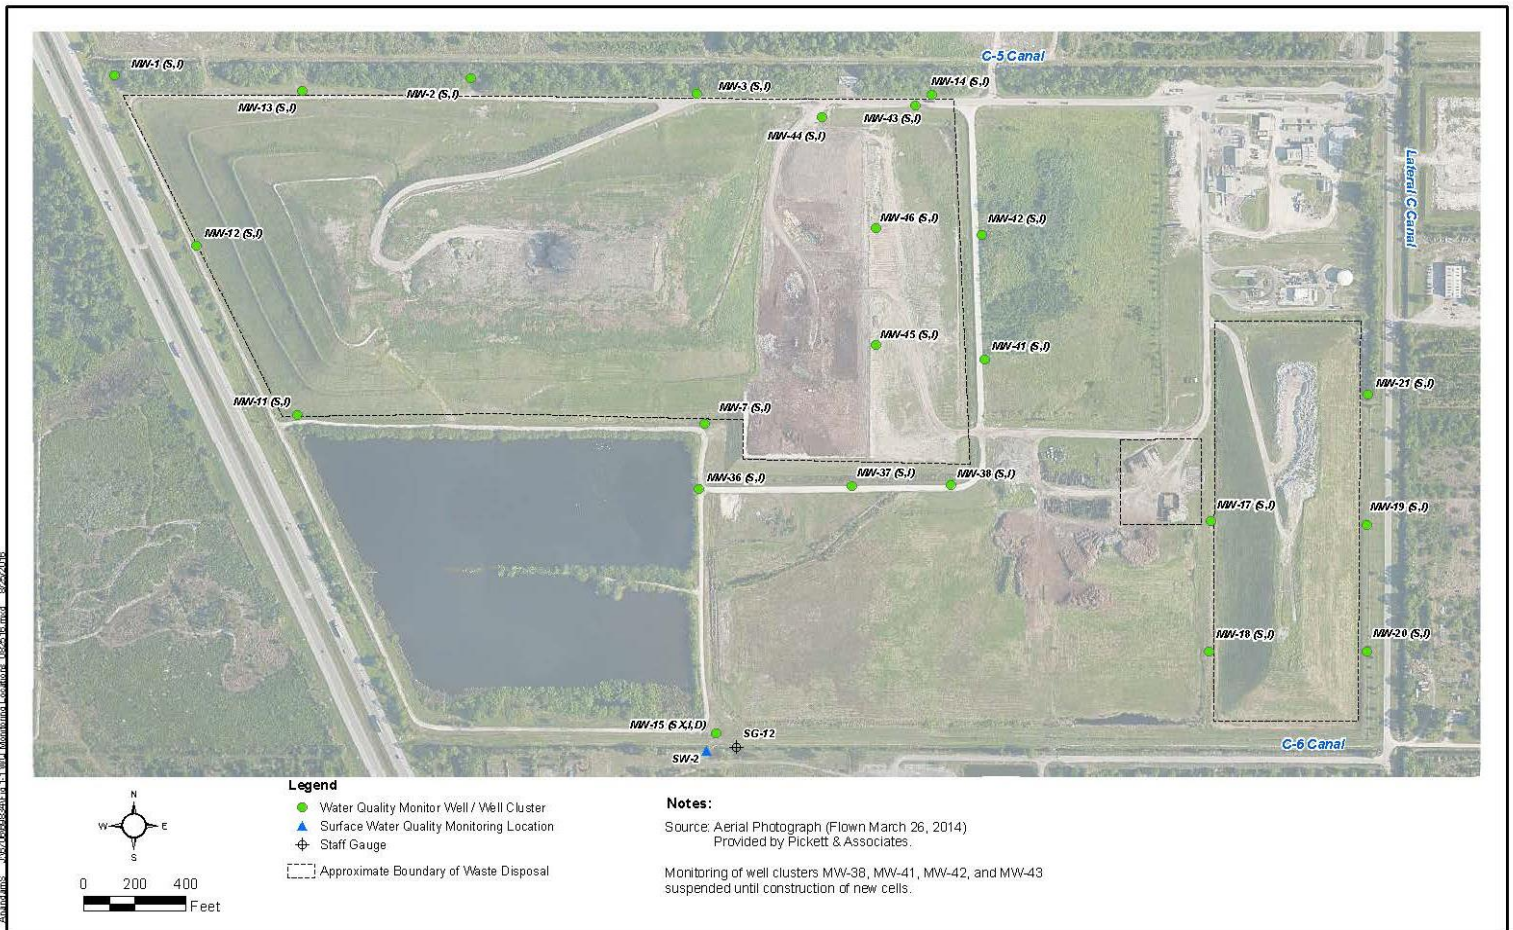 C-5 Canal
MW-1 (S,I)
MW-13 (S,I)
MW-2 (S,I)
MW-3 (S,I)
MW-14 (S,I)
MW-43 (S,I)
MW-44 (S,I)
Lateral C Canal
MW-12 (S,I)
MW-46 (S,I)
MW-42 (S,I)
MW-45 (S,I)
MW-41 (S,I)
MW-21 (S,I)
MW-11 (S,I)
MW-7 (S,I)
MW-36 (S,I)
MW-37 (S,I)
MW-38 (S,I)
MW-17 (S,I)
MW-19 (S,I)
MW-18 (S,I)
MW-20 (S,I)
MW-15 (S X,I,D)
SG-12
SW-2
C-6 Canal
N
W
E
S
0 200 400
Feet
Legend
Water Quality Monitor Well / Well Cluster
Surface Water Quality Monitoring Location
Staff Gauge
Approximate Boundary of Waste Disposal
Notes:
Source: Aerial Photograph (Flown March 26, 2014)
Provided by Pickett & Associates.
Monitoring of well clusters MW-38, MW-41, MW-42, and MW-43
suspended until construction of new cells.